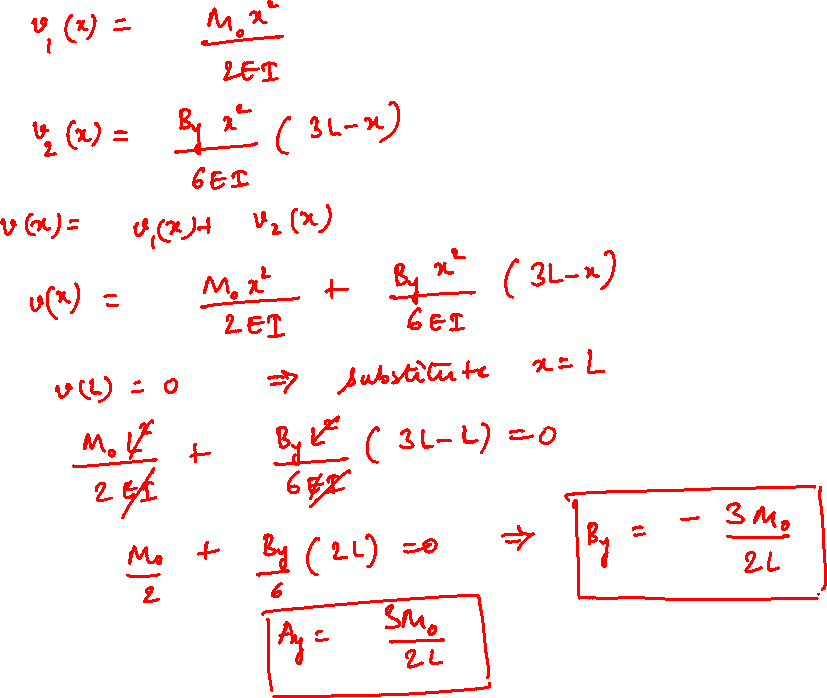 v₁(x) = M₀x² / 2EI
v₂(x) = By x² / 6EI (3L-x)
v(x) = v₁(x) + v₂(x)
v(x) = M₀x² / 2EI + By x² / 6EI (3L-x)
v(L) = 0 ⇒ substitute x = L
M₀L² / 2EI + By L² / 6EI (3L-L) = 0
M₀ / 2 + By / 6 (2L) = 0 ⇒ By = - 3M₀ / 2L
Ay = 3M₀ / 2L